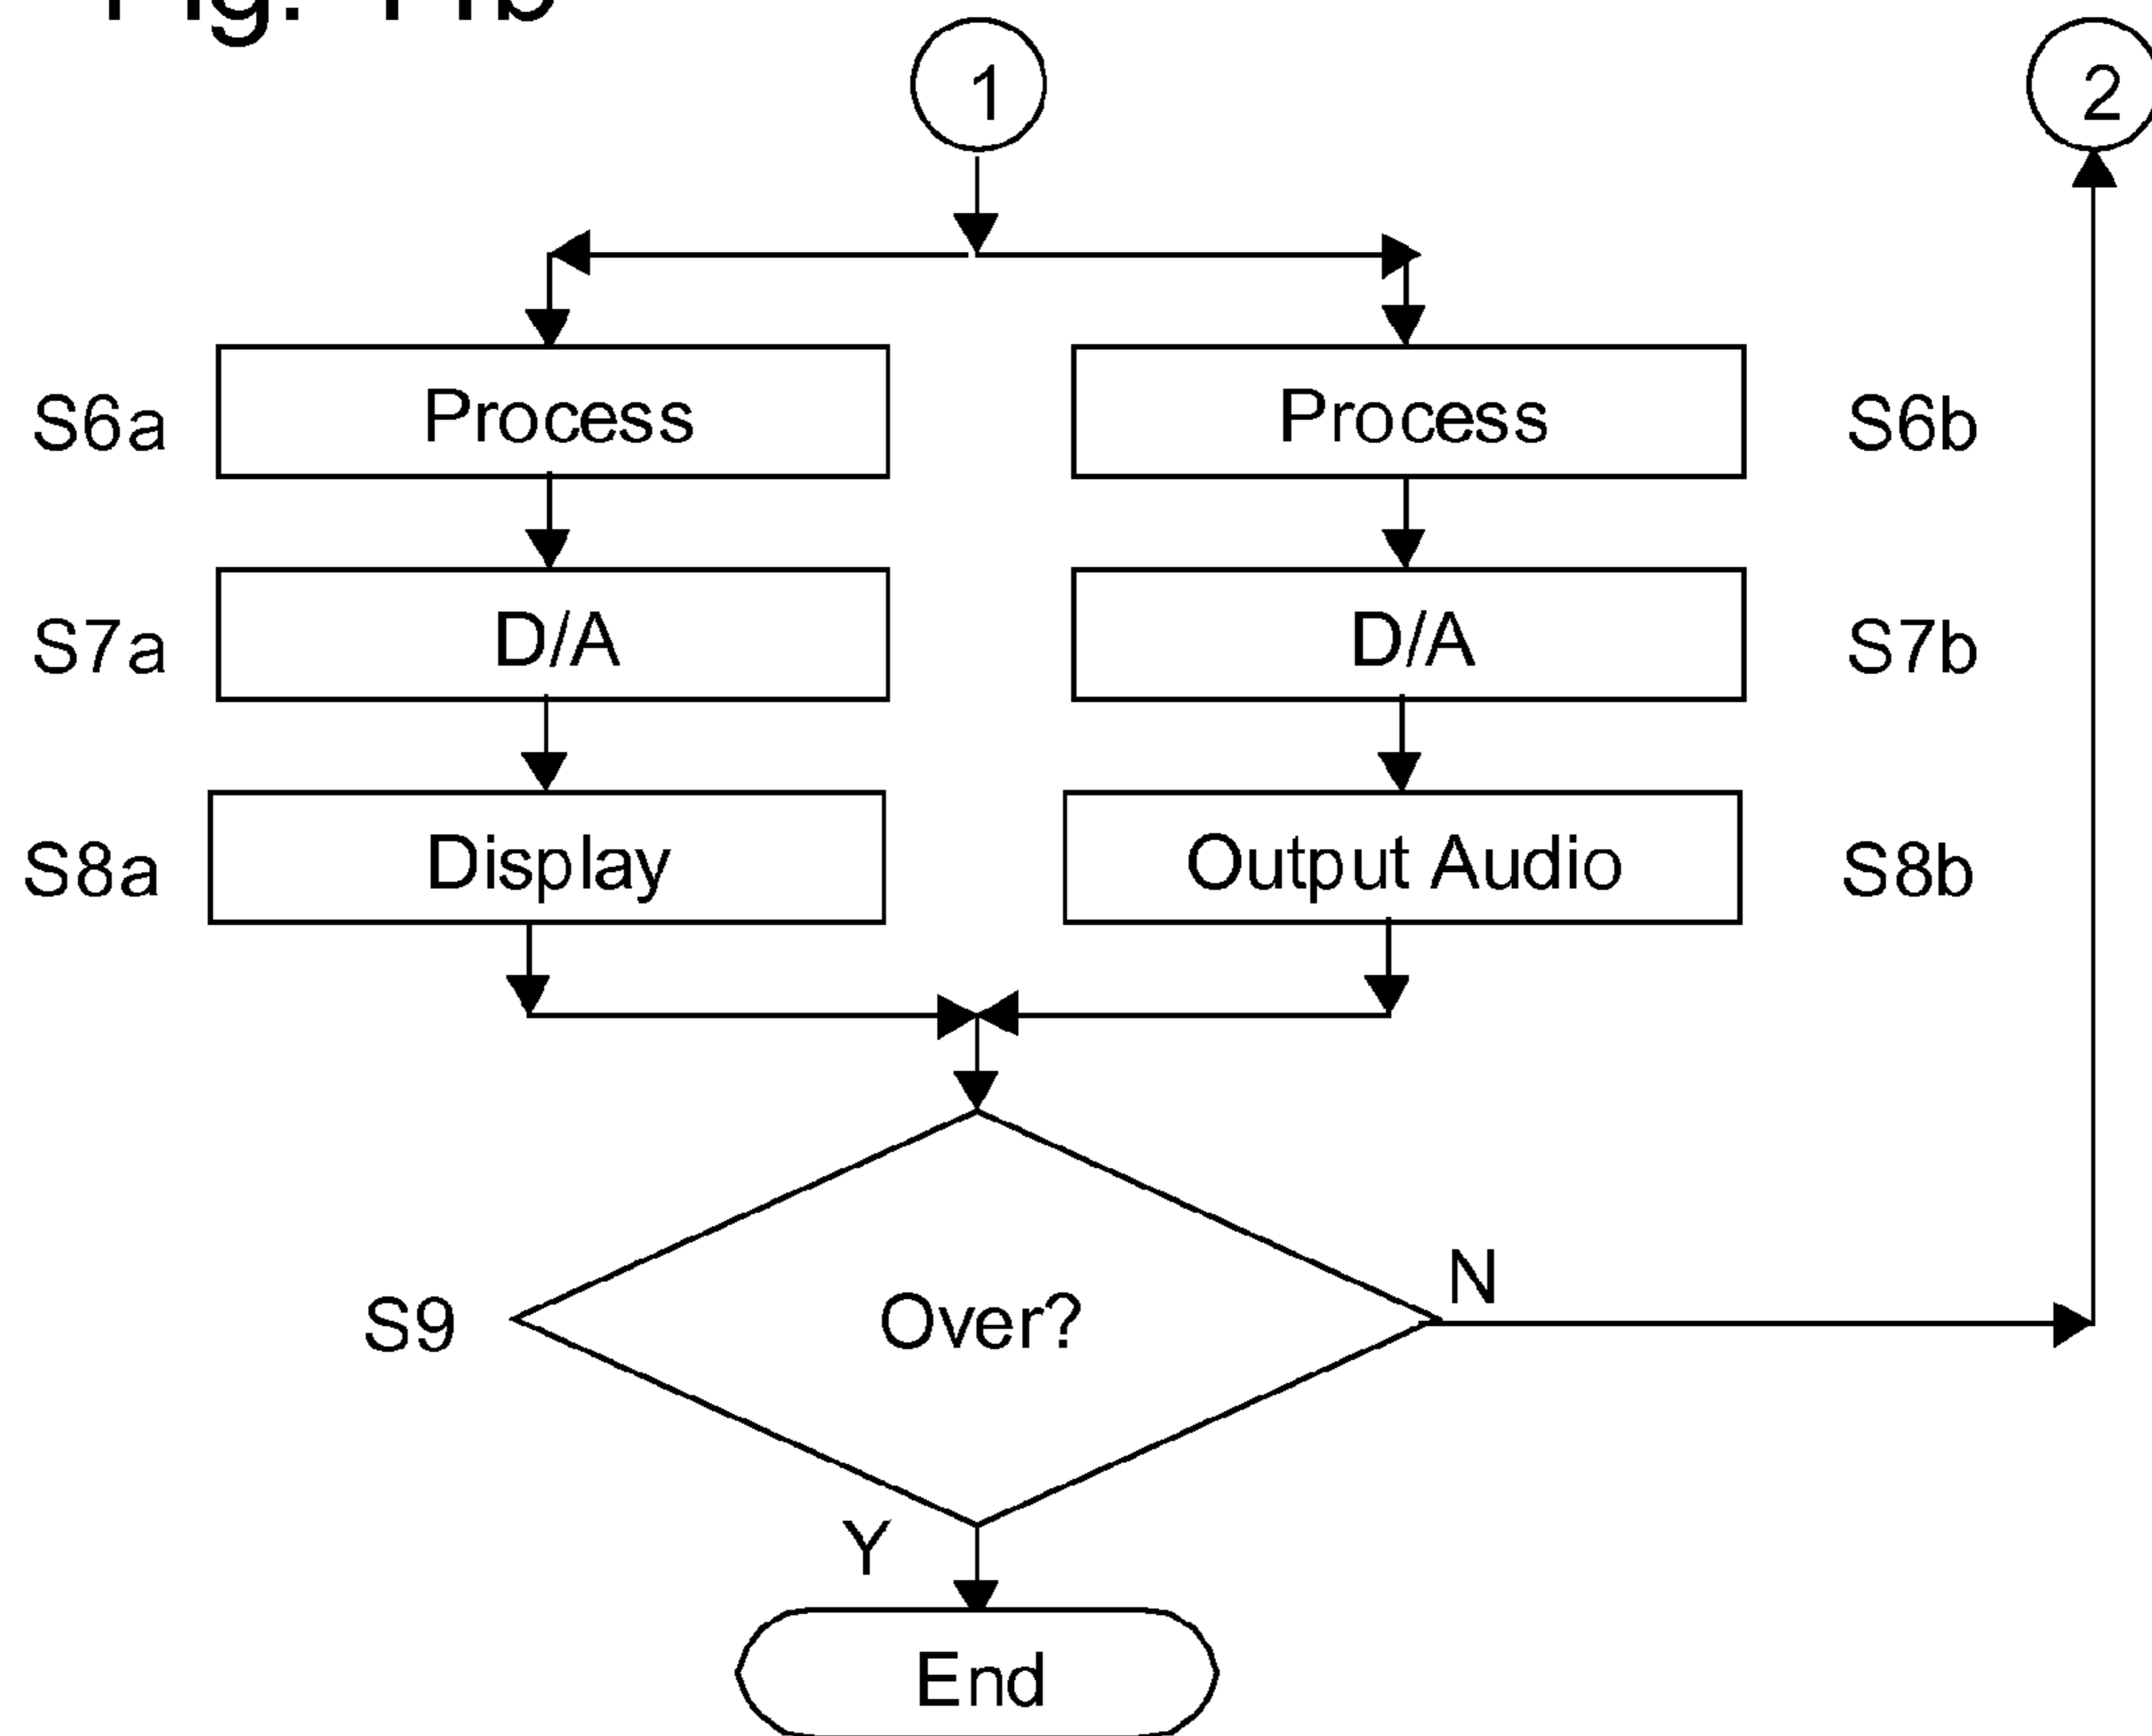 1
2
S6a
Process
Process
S6b
S7a
D/A
D/A
S7b
S8a
Display
Output Audio
S8b
S9
Over?
N
Y
End